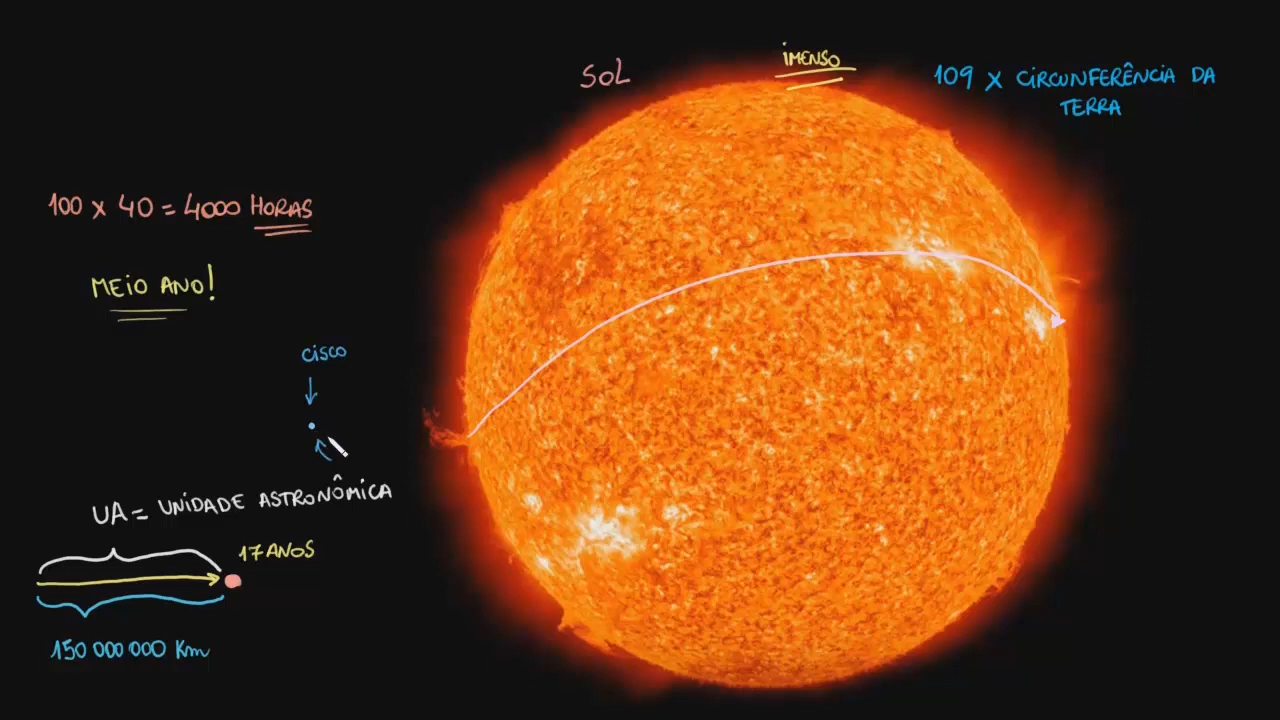 SOL
IMENSO
109 X CIRCUNFERÊNCIA DA
TERRA
100 X 40 = 4000 HORAS
MEIO ANO!
CISCO
UA = UNIDADE ASTRONÔMICA
17 ANOS
150 000 000 Km